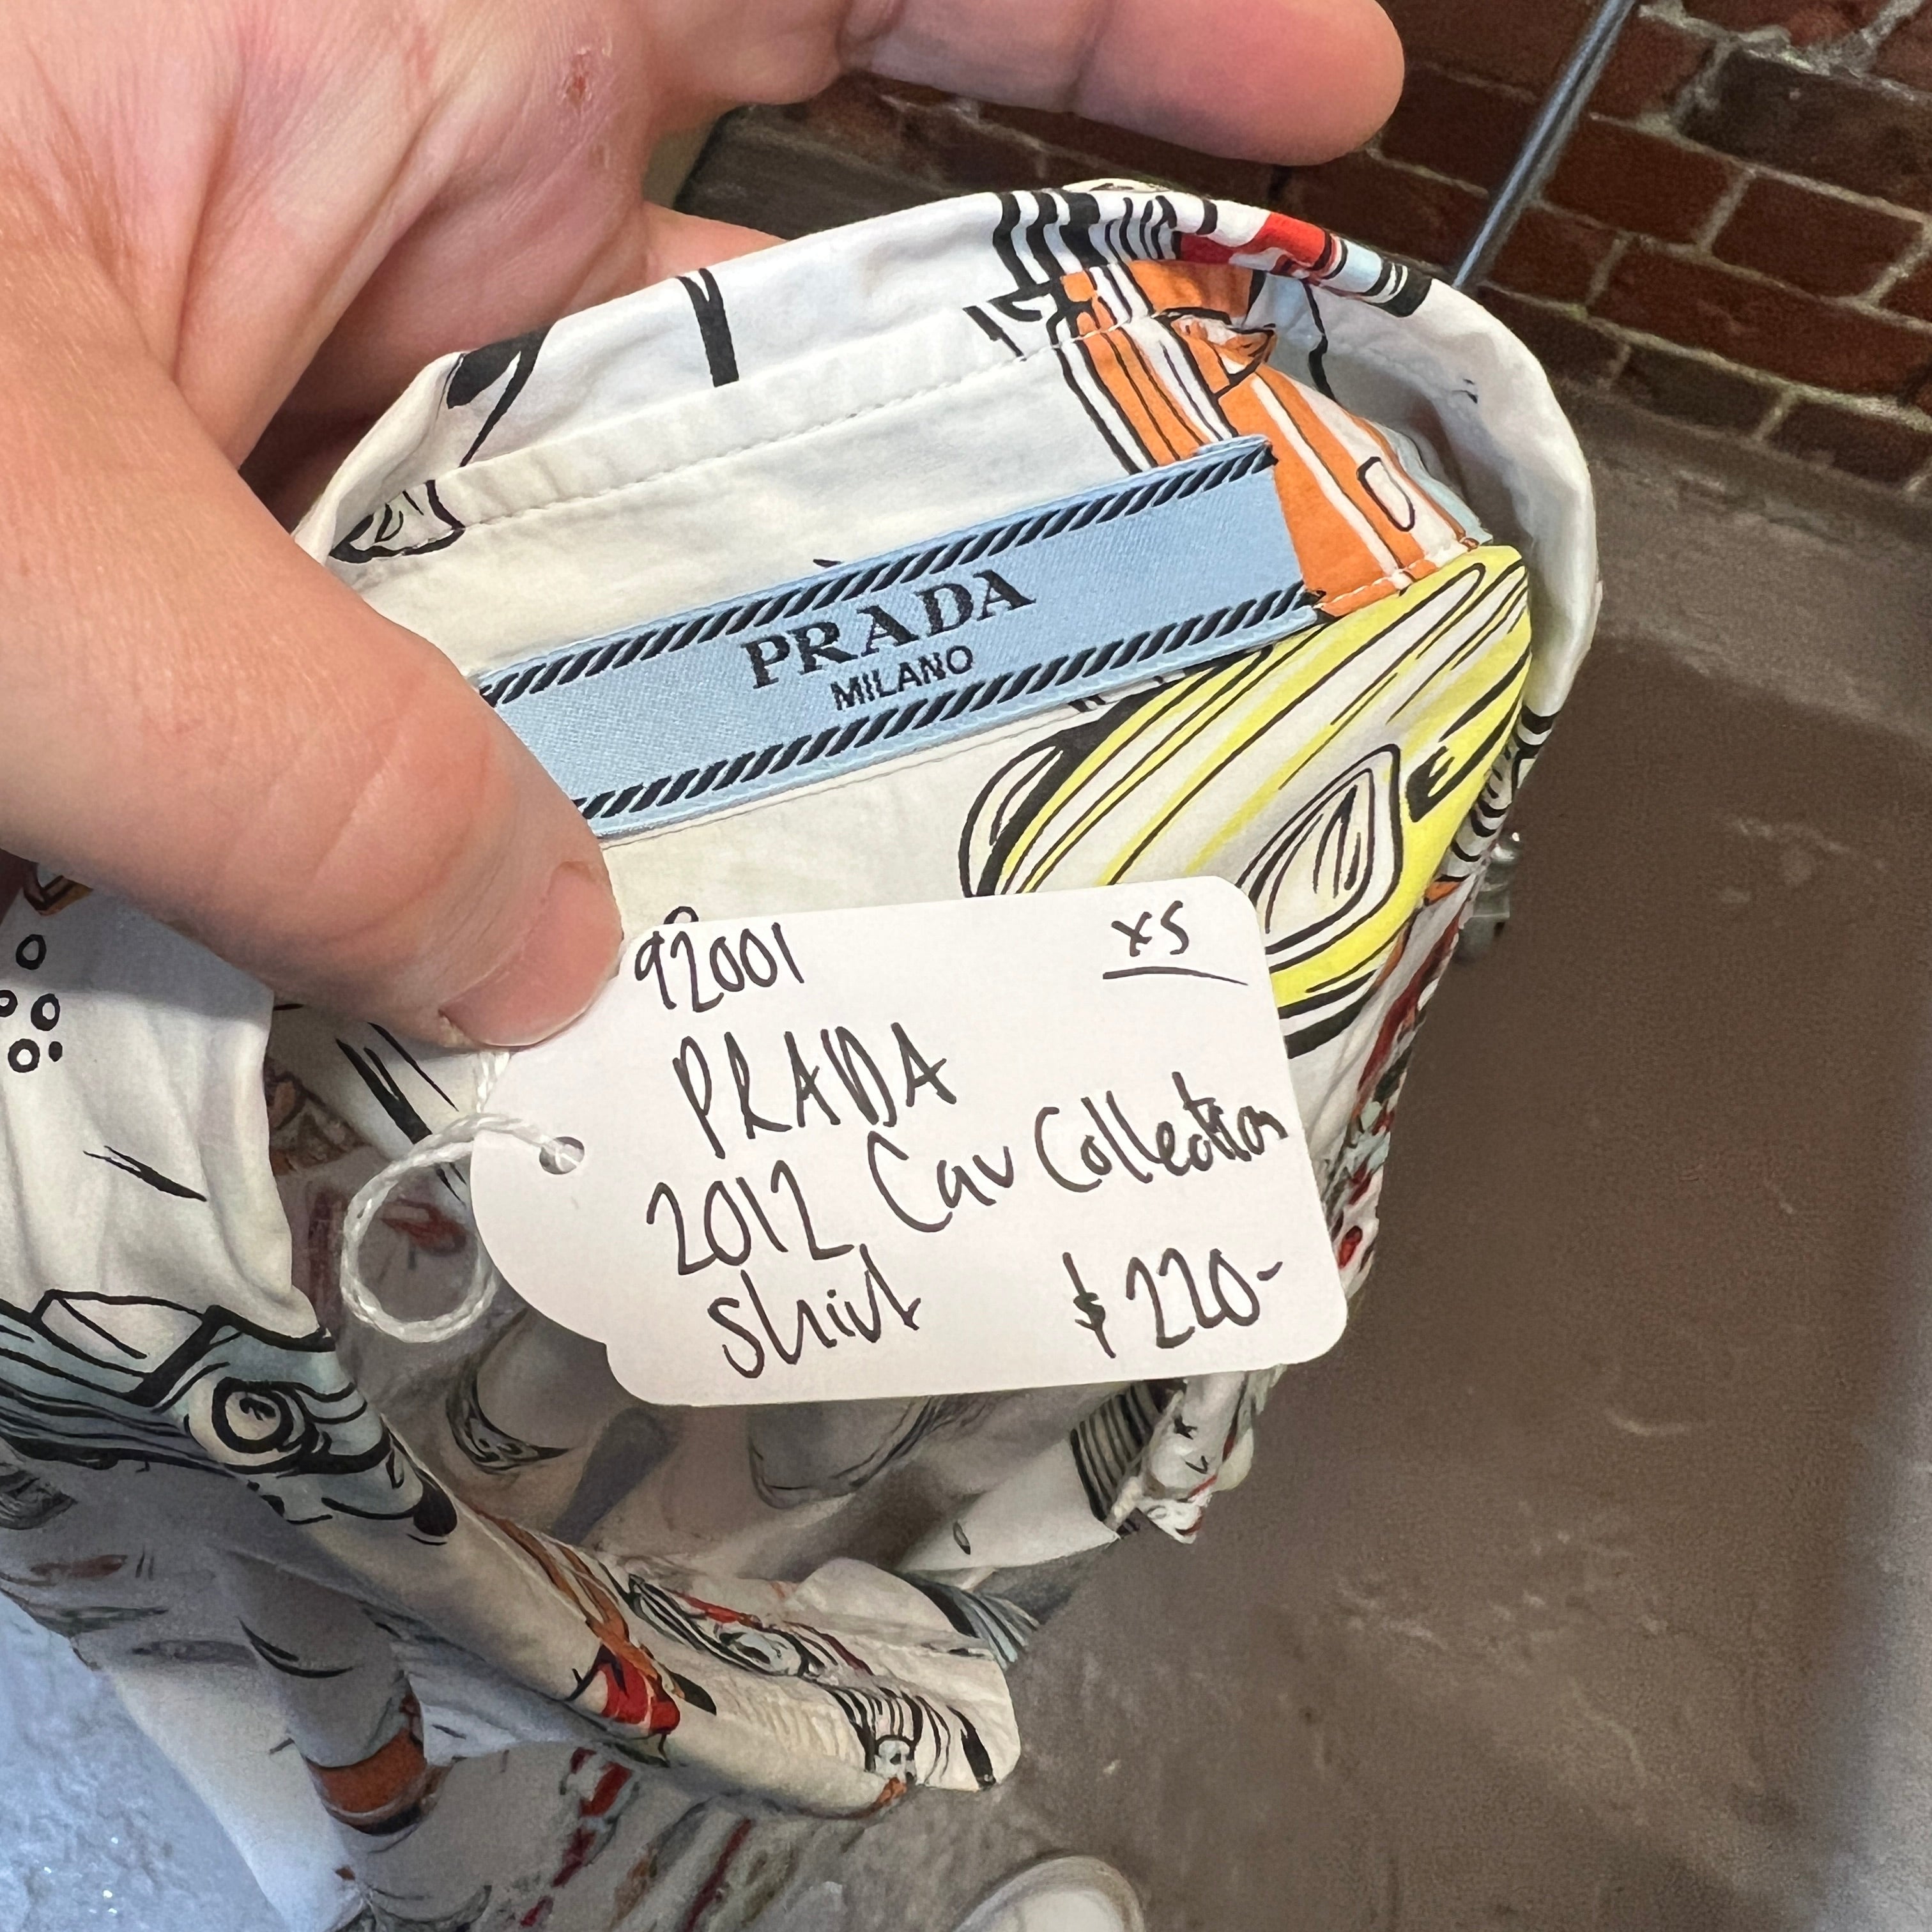 PRADA
MILANO
92001 XS
PRADA
2012 Car Collection
Shirt $220-